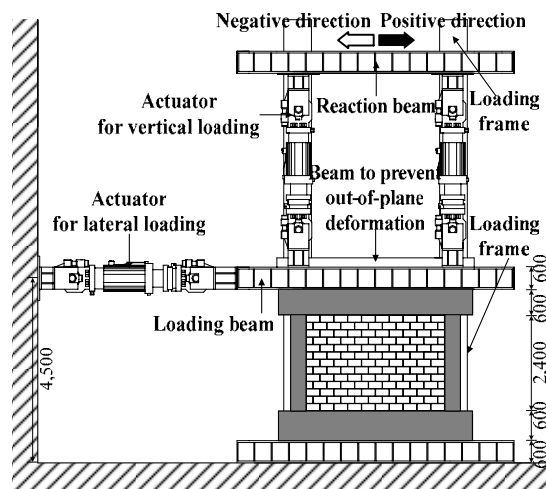 Negative direction Positive direction
Actuator
for vertical loading
Reaction beam
Loading
frame
Beam to prevent
out-of-plane
deformation
Actuator
for lateral loading
Loading
frame
Loading beam
4,500
600
600
2,400
600
600